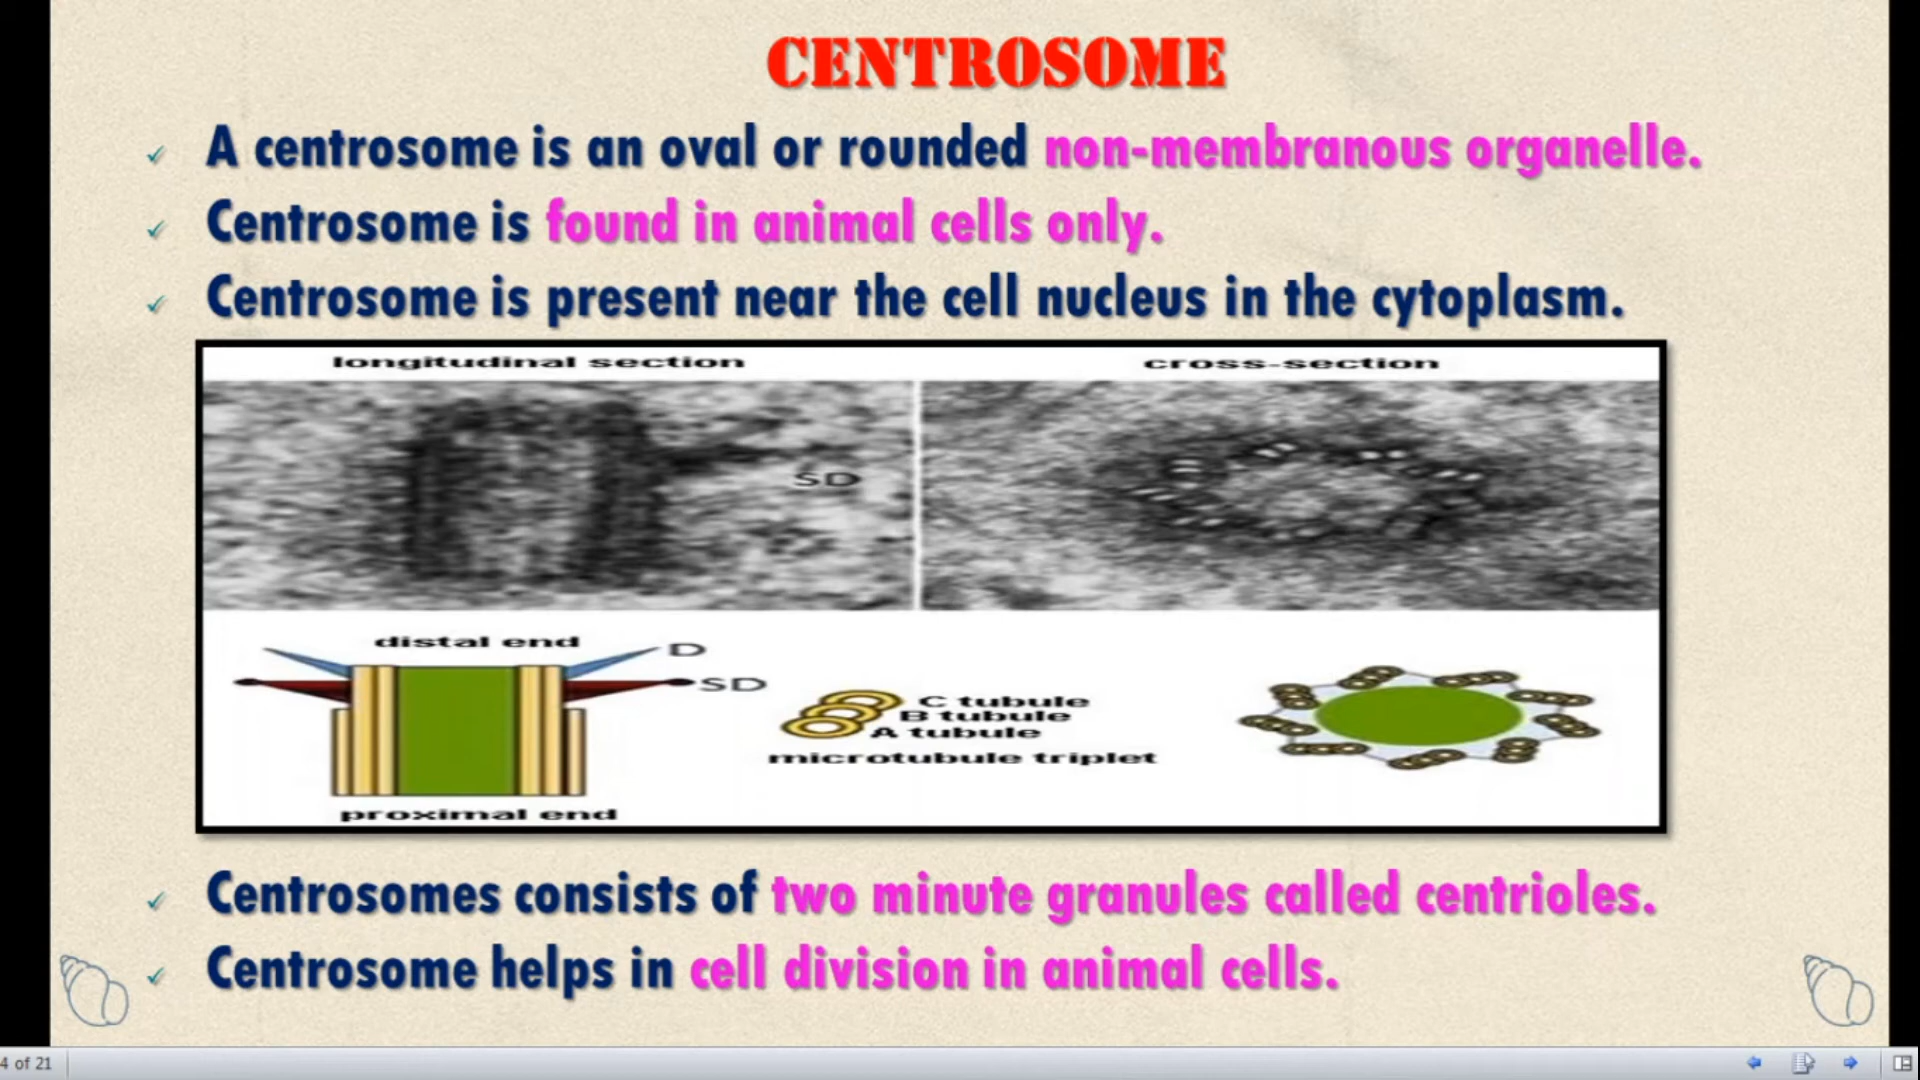 CENTROSOME
✓ A centrosome is an oval or rounded non-membranous organelle.
✓ Centrosome is found in animal cells only.
✓ Centrosome is present near the cell nucleus in the cytoplasm.
longitudinal section
cross-section
SD
distal end
D
SD
C tubule
B tubule
A tubule
microtubule triplet
proximal end
✓ Centrosomes consists of two minute granules called centrioles.
✓ Centrosome helps in cell division in animal cells.
4 of 21